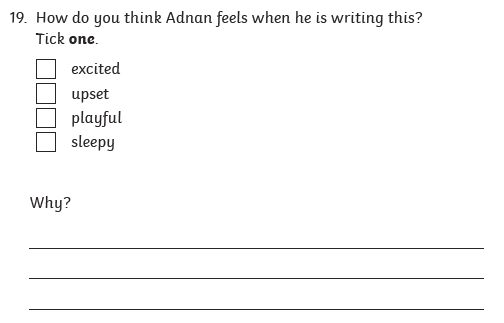 19. How do you think Adnan feels when he is writing this?
Tick one.
excited
upset
playful
sleepy
Why?